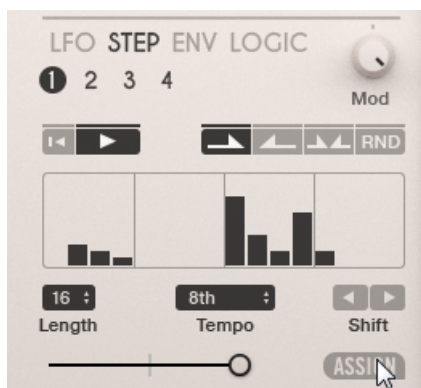 LFO STEP ENV LOGIC
1 2 3 4
Mod
RND
16 8th
Length Tempo Shift
ASSIGN